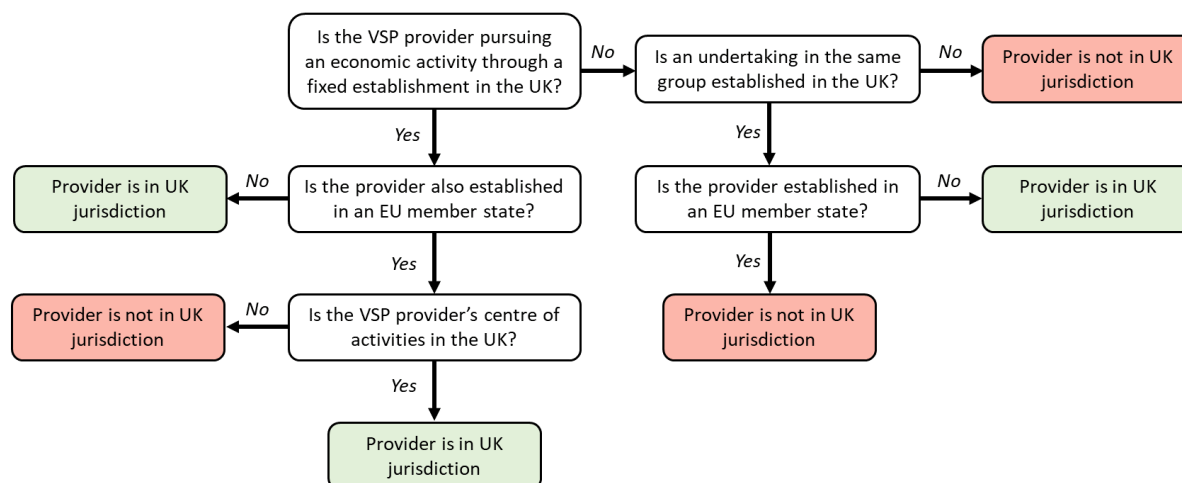 Is the VSP provider pursuing
an economic activity through a
fixed establishment in the UK?
No
Is an undertaking in the same
group established in the UK?
No
Provider is not in UK
jurisdiction
Yes
Yes
Provider is in UK
jurisdiction
No
Is the provider also established
in an EU member state?
Is the provider established in
an EU member state?
No
Provider is in UK
jurisdiction
Yes
Yes
Provider is not in UK
jurisdiction
No
Is the VSP provider’s centre of
activities in the UK?
Provider is not in UK
jurisdiction
Yes
Provider is in UK
jurisdiction